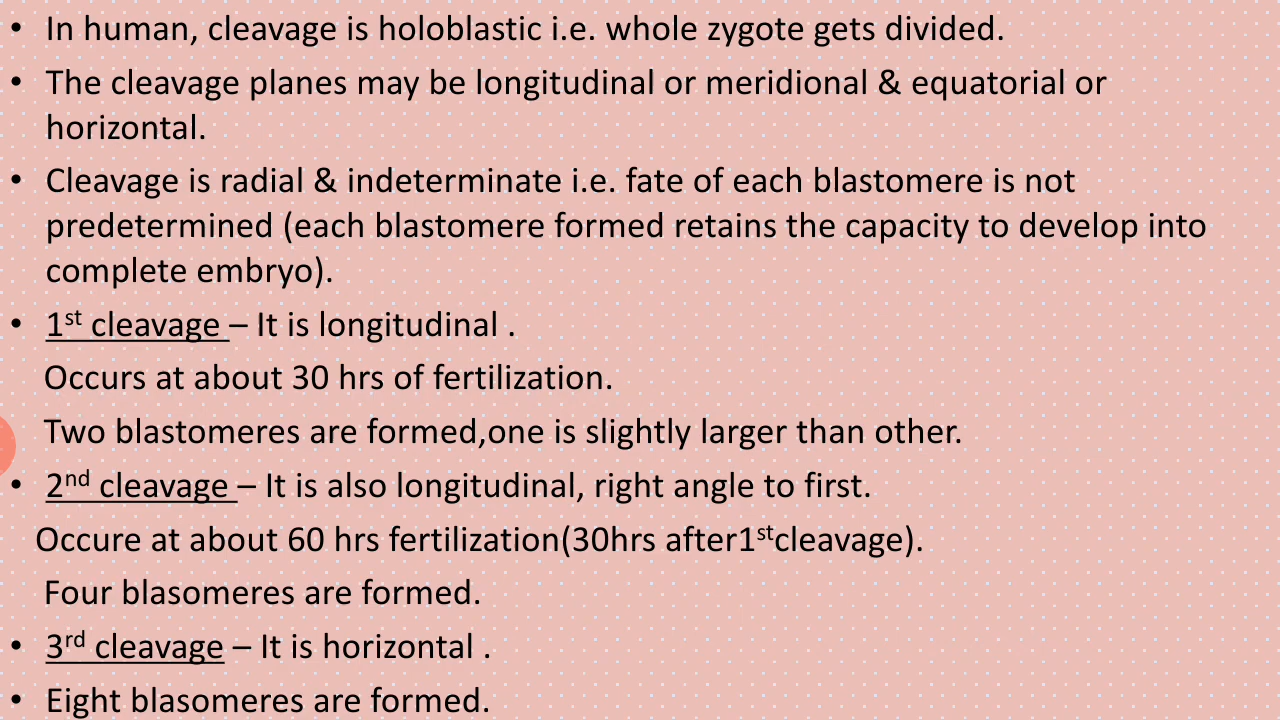 • In human, cleavage is holoblastic i.e. whole zygote gets divided.
• The cleavage planes may be longitudinal or meridional & equatorial or
horizontal.
• Cleavage is radial & indeterminate i.e. fate of each blastomere is not
predetermined (each blastomere formed retains the capacity to develop into
complete embryo).
• 1st cleavage – It is longitudinal .
Occurs at about 30 hrs of fertilization.
Two blastomeres are formed,one is slightly larger than other.
• 2nd cleavage – It is also longitudinal, right angle to first.
Occure at about 60 hrs fertilization(30hrs after1stcleavage).
Four blasomeres are formed.
• 3rd cleavage – It is horizontal .
• Eight blasomeres are formed.